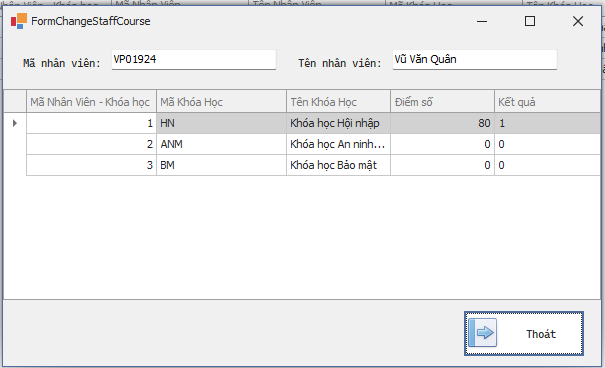 FormChangeStaffCourse
Mã nhân viên: VP01924 Tên nhân viên: Vũ Văn Quân
Mã Nhân Viên - Khóa học Mã Khóa Học Tên Khóa Học Điểm số Kết quả
1 HN Khóa học Hội nhập 80 1
2 ANM Khóa học An ninh... 0 0
3 BM Khóa học Bảo mật 0 0
Thoát